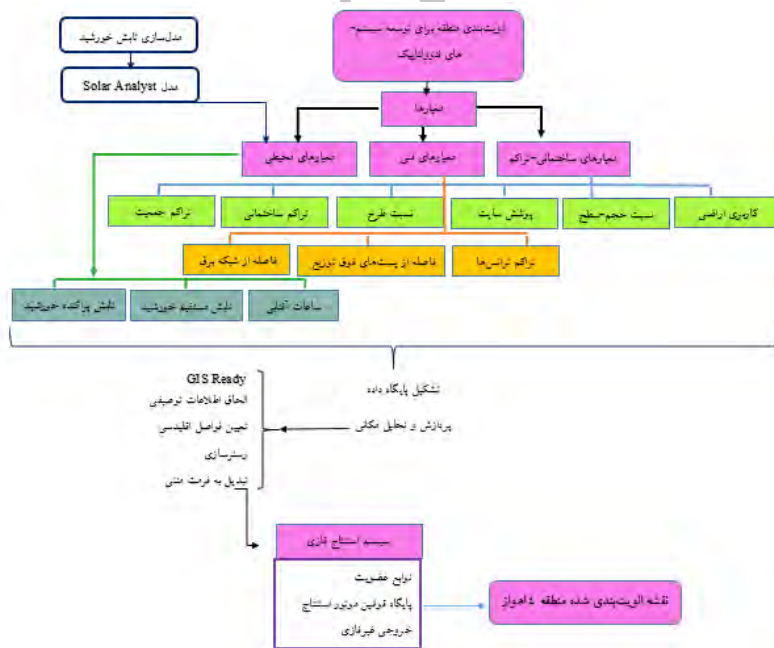 اولویت‌بندی منطقه برای توسعه سیستم-
های فتوولتاییک
مدل‌سازی تابش خورشید
مدل Solar Analyst
معیارها
معیارهای ساختمانی-تراکم
معیارهای فنی
معیارهای محیطی
کاربری اراضی
نسبت حجم-سطح
پوشش سایت
نسبت طرح
تراکم ساختمانی
تراکم جمعیت
تراکم ترانس‌ها
فاصله از پست‌های فوق توزیع
فاصله از شبکه برق
ساعات آفتابی
تابش مستقیم خورشید
تابش پراکنده خورشید
تشکیل پایگاه داده
پردازش و تحلیل مکانی
GIS Ready
الحاق اطلاعات توصیفی
تعیین فواصل اقلیدسی
رسترسازی
تبدیل به فرمت متنی
سیستم استنتاج فازی
توابع عضویت
پایگاه قوانین موتور استنتاج
خروجی غیرفازی
نقشه الویت‌بندی شده منطقه ٤ اهواز